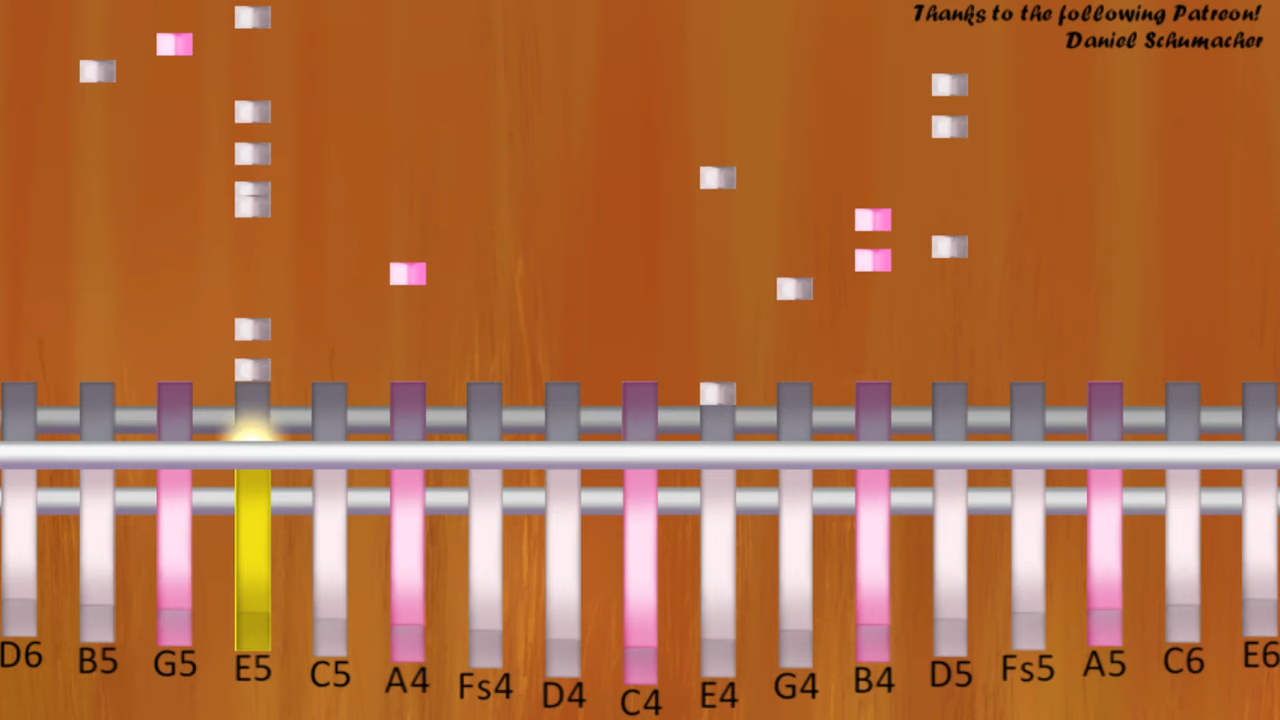 Thanks to the following Patreon!
Daniel Schumacher
D6 B5 G5 E5 C5 A4 Fs4 D4 C4 E4 G4 B4 D5 Fs5 A5 C6 E6